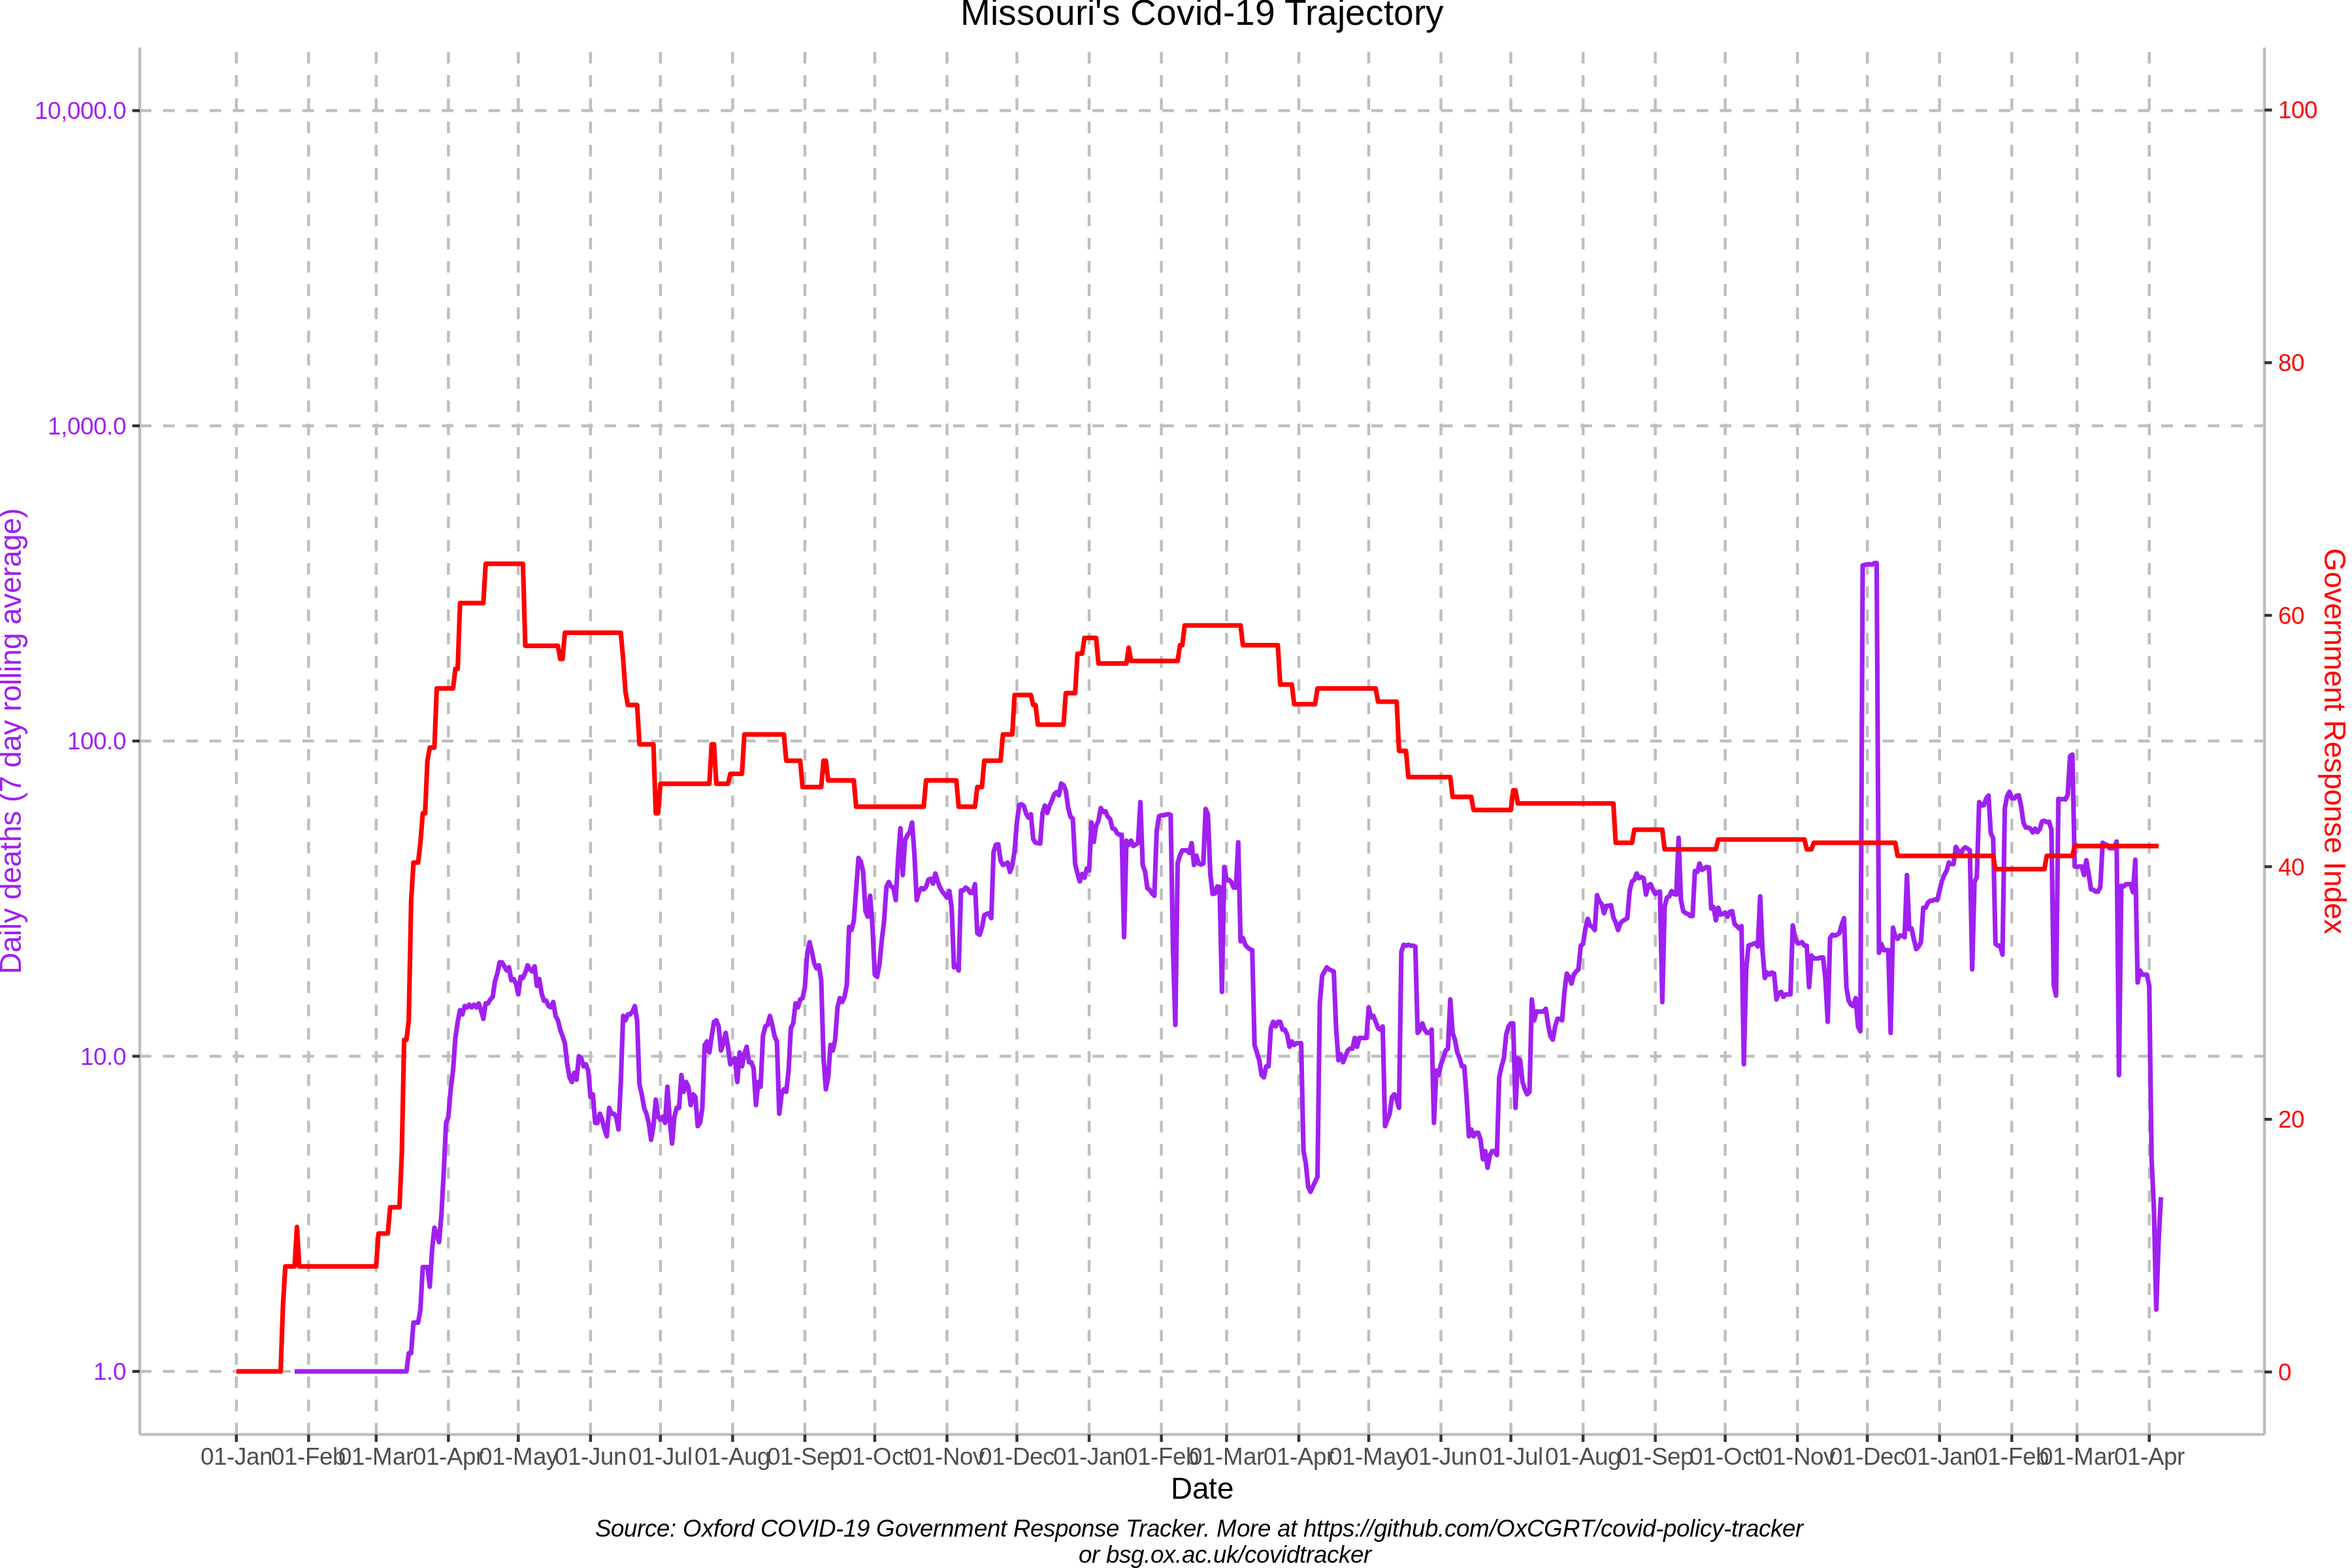 Missouri's Covid-19 Trajectory
10,000.0
1,000.0
100.0
10.0
1.0
Daily deaths (7 day rolling average)
100
80
60
40
20
0
Government Response Index
01-Jan 01-Feb 01-Mar 01-Apr 01-May 01-Jun 01-Jul 01-Aug 01-Sep 01-Oct 01-Nov 01-Dec 01-Jan 01-Feb 01-Mar 01-Apr 01-May 01-Jun 01-Jul 01-Aug 01-Sep 01-Oct 01-Nov 01-Dec 01-Jan 01-Feb 01-Mar 01-Apr
Date
Source: Oxford COVID-19 Government Response Tracker. More at https://github.com/OxCGRT/covid-policy-tracker
or bsg.ox.ac.uk/covidtracker